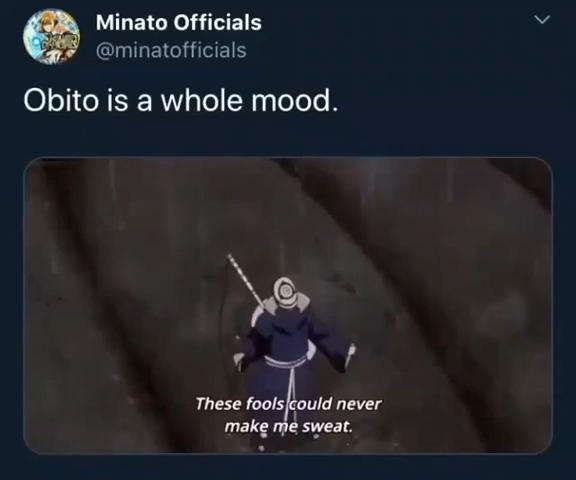 Minato Officials
@minatofficials
Obito is a whole mood.
These fools could never
make me sweat.